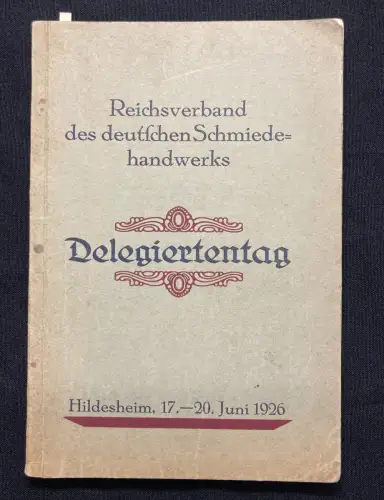 Reichsverband
des deutſchen Schmiede=
handwerks
Delegiertentag
Hildesheim, 17.—20. Juni 1926